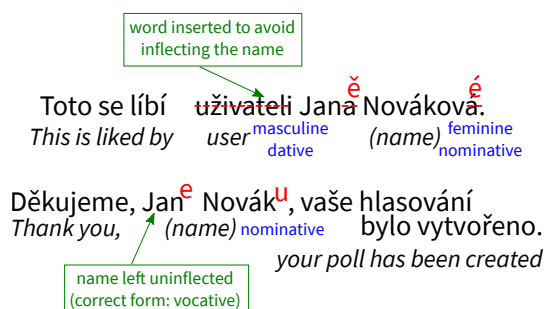 word inserted to avoid
inflecting the name
ě é
Toto se líbí uživateli Jana Nováková.
This is liked by user masculine dative (name) feminine nominative
Děkujeme, Jane Nováku, vaše hlasování
Thank you, (name) nominative bylo vytvořeno.
your poll has been created
name left uninflected
(correct form: vocative)